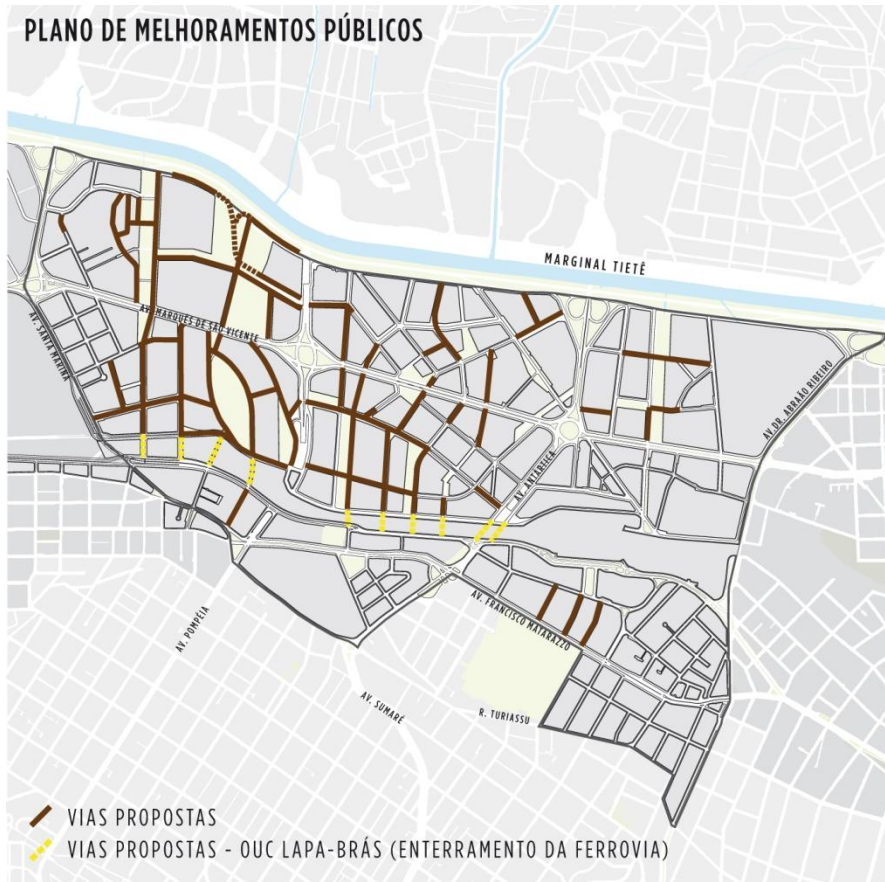 PLANO DE MELHORAMENTOS PÚBLICOS
MARGINAL TIETÊ
AV. MARQUÊS DE SÃO VICENTE
AV. SANTA MARINA
AV. DR. ABRAÃO RIBEIRO
AV. ANTÁRTICA
AV. FRANCISCO MATARAZZO
AV. POMPÉIA
AV. SUMARÉ
R. TURIASSU
VIAS PROPOSTAS
VIAS PROPOSTAS - OUC LAPA-BRÁS (ENTERRAMENTO DA FERROVIA)